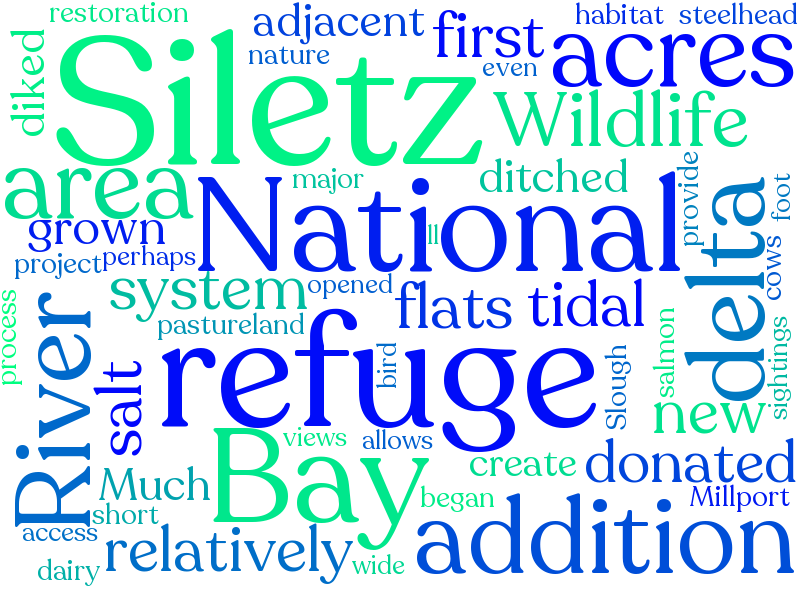 restoration
adjacent
first
habitat
steelhead
nature
even
acres
diked
Siletz
Wildlife
area
major
ditched
provide
foot
grown
National
ll
delta
cows
project
perhaps
system
opened
flats
tidal
pastureland
process
River
salt
refuge
bird
Slough
salmon
sightings
new
Bay
views
allows
create
donated
Much
began
Millport
short
access
relatively
addition
dairy
wide